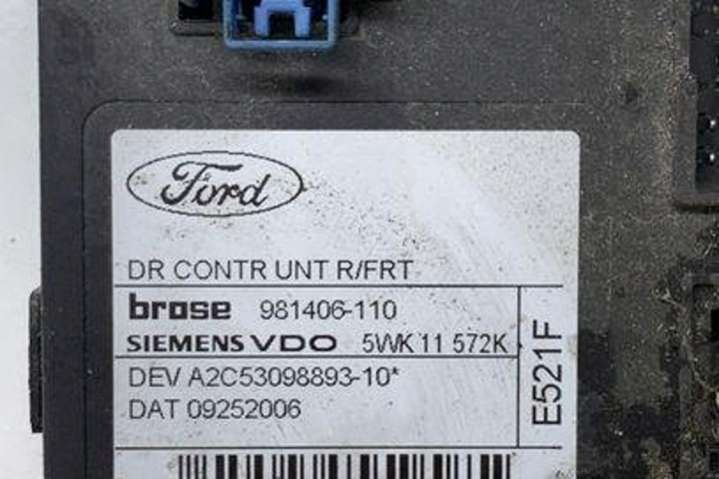 Ford
DR CONTR UNT R/FRT
brose 981406-110
SIEMENS VDO 5WK 11 572K
DEV A2C53098893-10*
DAT 09252006
E521F